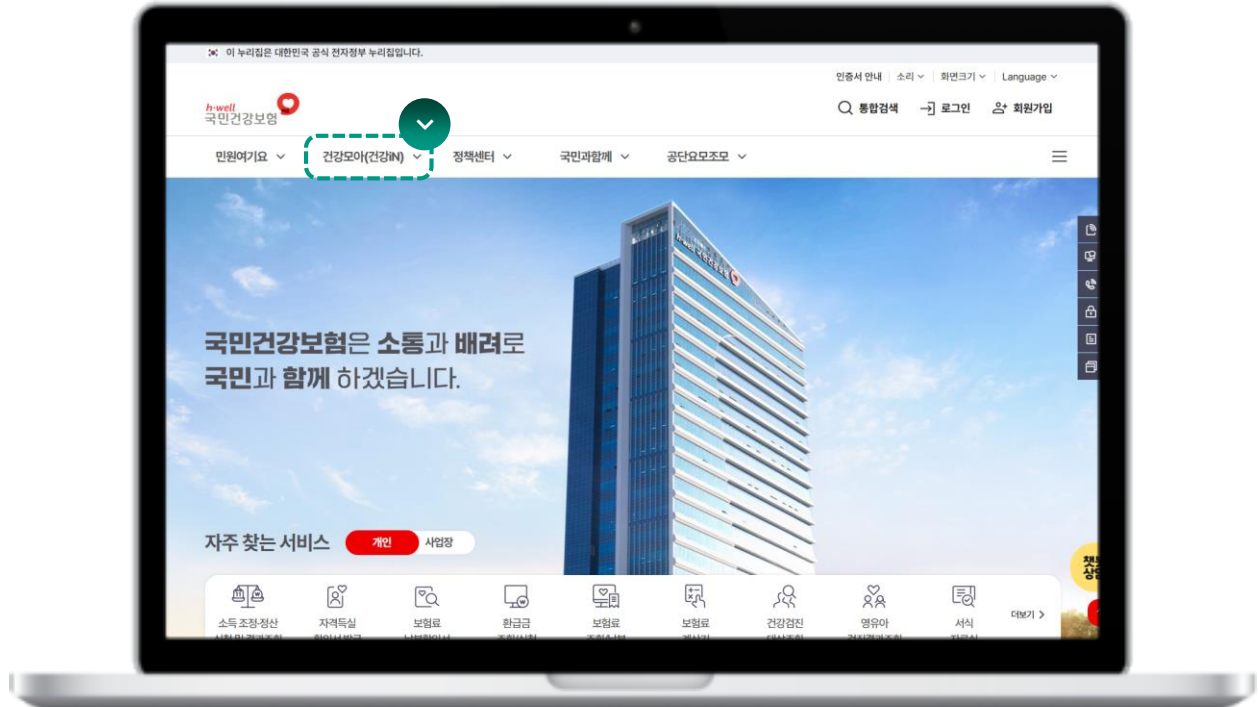 이 누리집은 대한민국 공식 전자정부 누리집입니다.
인증서 안내 소리 화면크기 Language
h·well
국민건강보험
통합검색 로그인 회원가입
민원여기요 건강모아(건강iN) 정책센터 국민과함께 공단요모조모
h·well 국민건강보험
국민건강보험은 소통과 배려로
국민과 함께 하겠습니다.
자주 찾는 서비스 개인 사업장
소득 조정·정산 자격득실 보험료 환급금 보험료 보험료 건강검진 영유아 서식 더보기